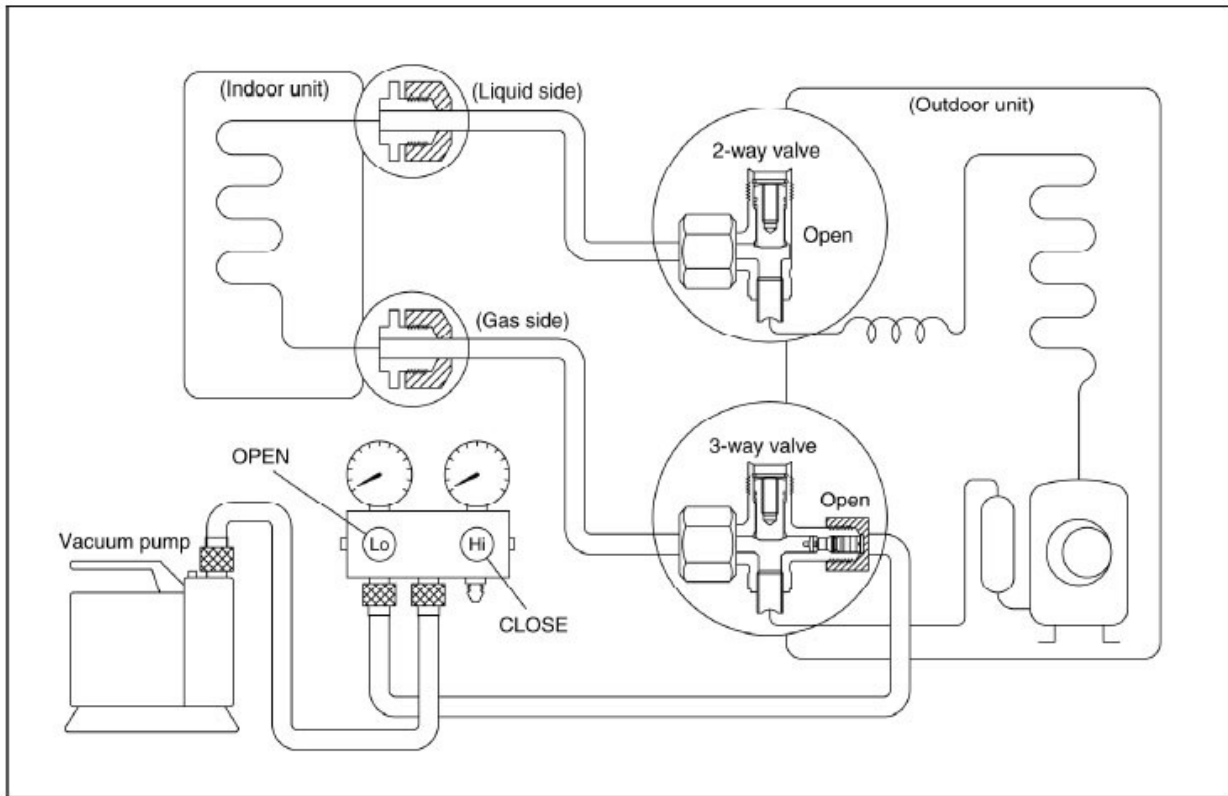 (Indoor unit)
(Liquid side)
(Outdoor unit)
2-way valve
Open
(Gas side)
3-way valve
Open
OPEN
Lo
Hi
Vacuum pump
CLOSE